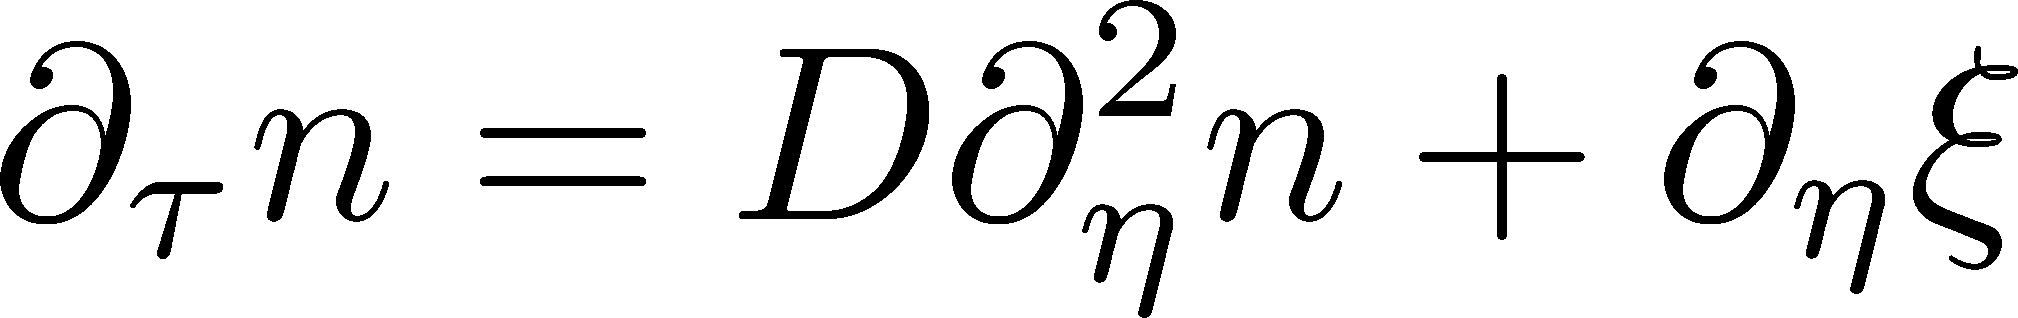 ∂_τ n = D∂_η^2 n + ∂_η ξ